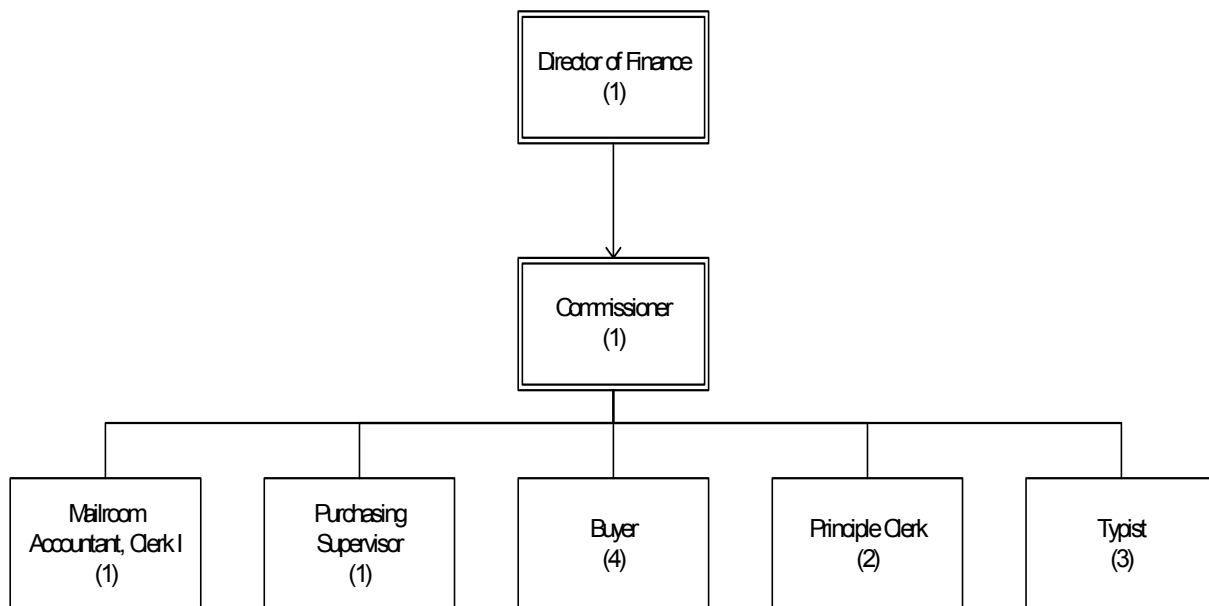 Director of Finance
(1)
Commissioner
(1)
Mailroom
Accountant, Clerk I
(1)
Purchasing
Supervisor
(1)
Buyer
(4)
Principle Clerk
(2)
Typist
(3)